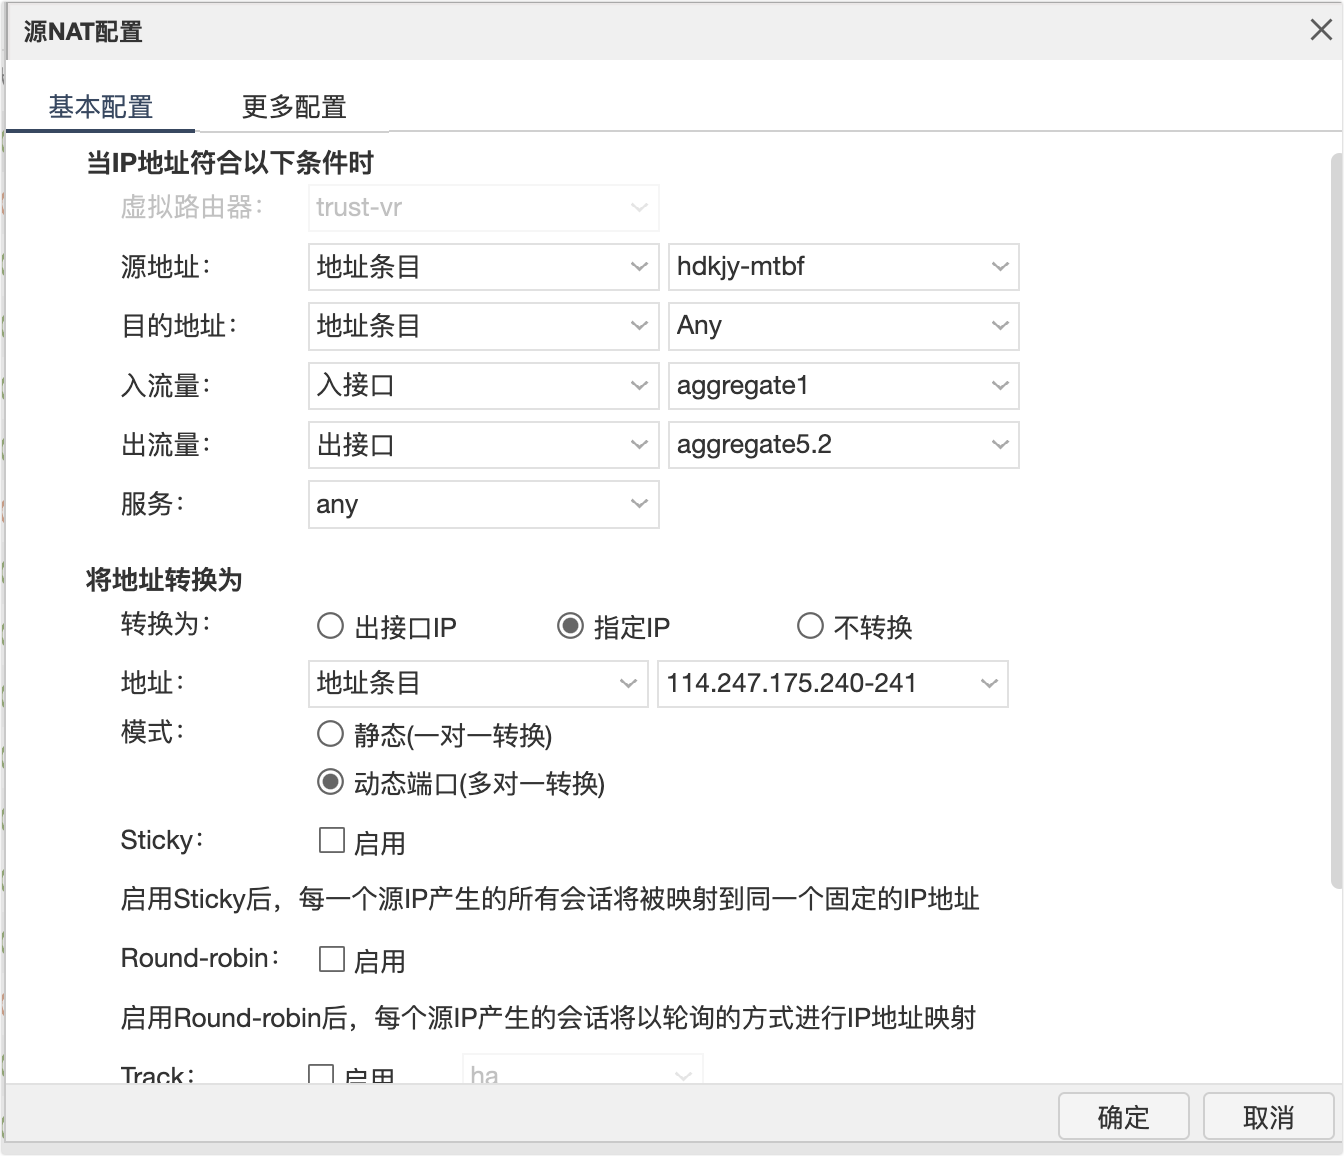 源NAT配置
基本配置 更多配置
当IP地址符合以下条件时
虚拟路由器： trust-vr
源地址： 地址条目 hdkjy-mtbf
目的地址： 地址条目 Any
入流量： 入接口 aggregate1
出流量： 出接口 aggregate5.2
服务： any
将地址转换为
转换为： 出接口IP 指定IP 不转换
地址： 地址条目 114.247.175.240-241
模式： 静态(一对一转换)
动态端口(多对一转换)
Sticky： 启用
启用Sticky后，每一个源IP产生的所有会话将被映射到同一个固定的IP地址
Round-robin： 启用
启用Round-robin后，每个源IP产生的会话将以轮询的方式进行IP地址映射
Track： 启用 ha
确定 取消